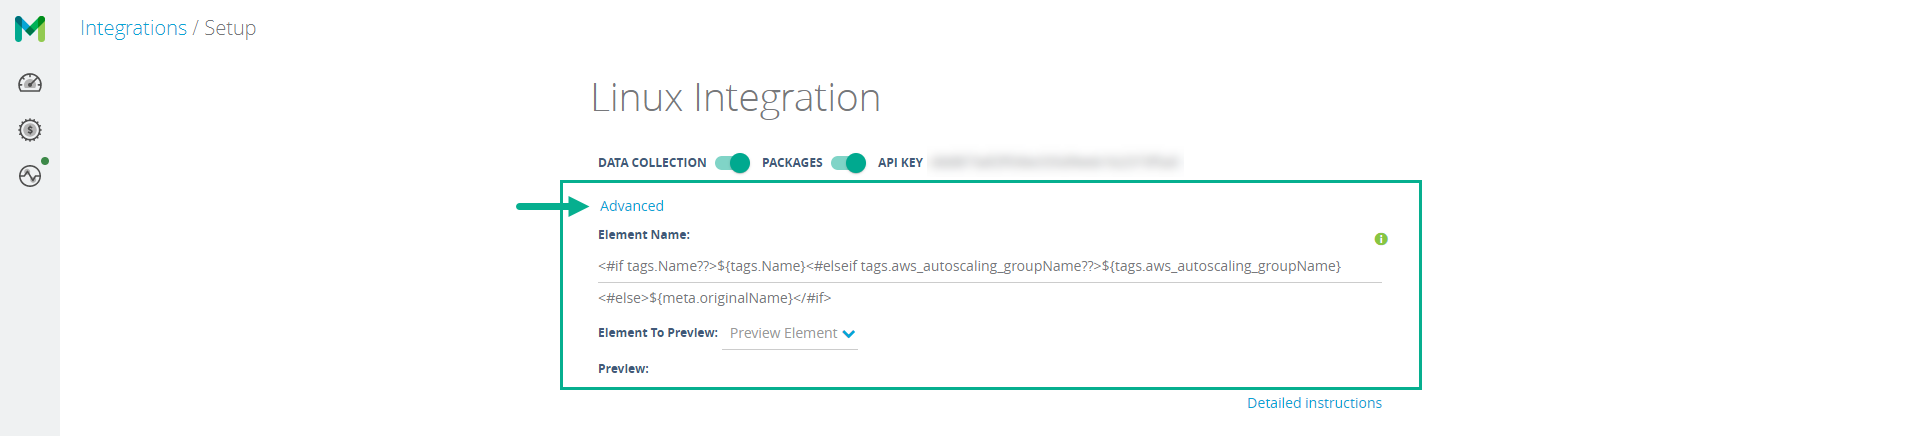 Integrations / Setup
Linux Integration
DATA COLLECTION PACKAGES API KEY
Advanced
Element Name:
<#if tags.Name??>${tags.Name}<#elseif tags.aws_autoscaling_groupName??>${tags.aws_autoscaling_groupName}
<#else>${meta.originalName}</#if>
Element To Preview: Preview Element
Preview:
Detailed instructions